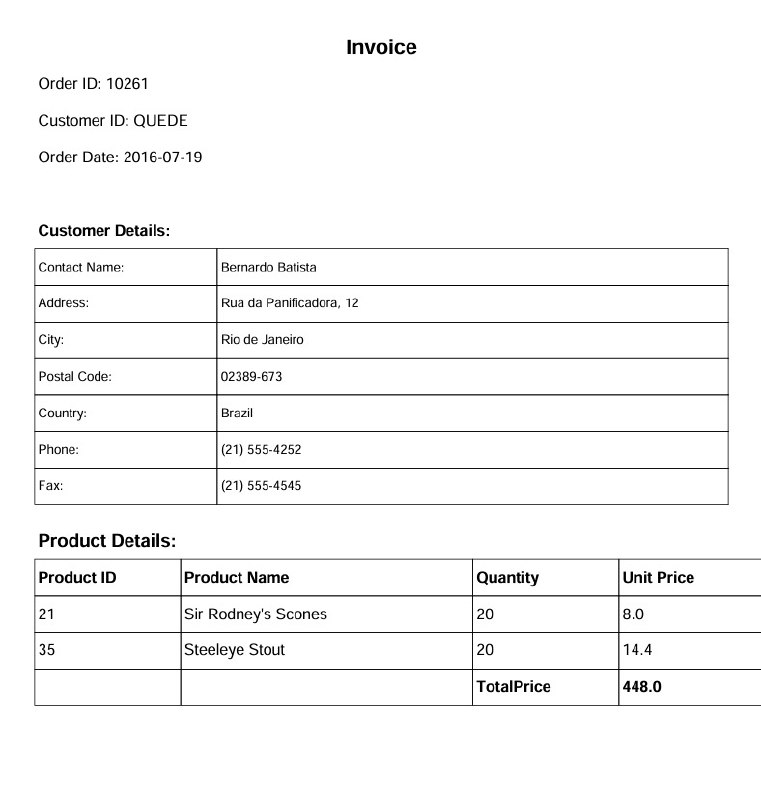 Invoice
Order ID: 10261
Customer ID: QUEDE
Order Date: 2016-07-19
Customer Details:
Contact Name: Bernardo Batista
Address: Rua da Panificadora, 12
City: Rio de Janeiro
Postal Code: 02389-673
Country: Brazil
Phone: (21) 555-4252
Fax: (21) 555-4545
Product Details:
Product ID Product Name Quantity Unit Price
21 Sir Rodney's Scones 20 8.0
35 Steeleye Stout 20 14.4
TotalPrice 448.0